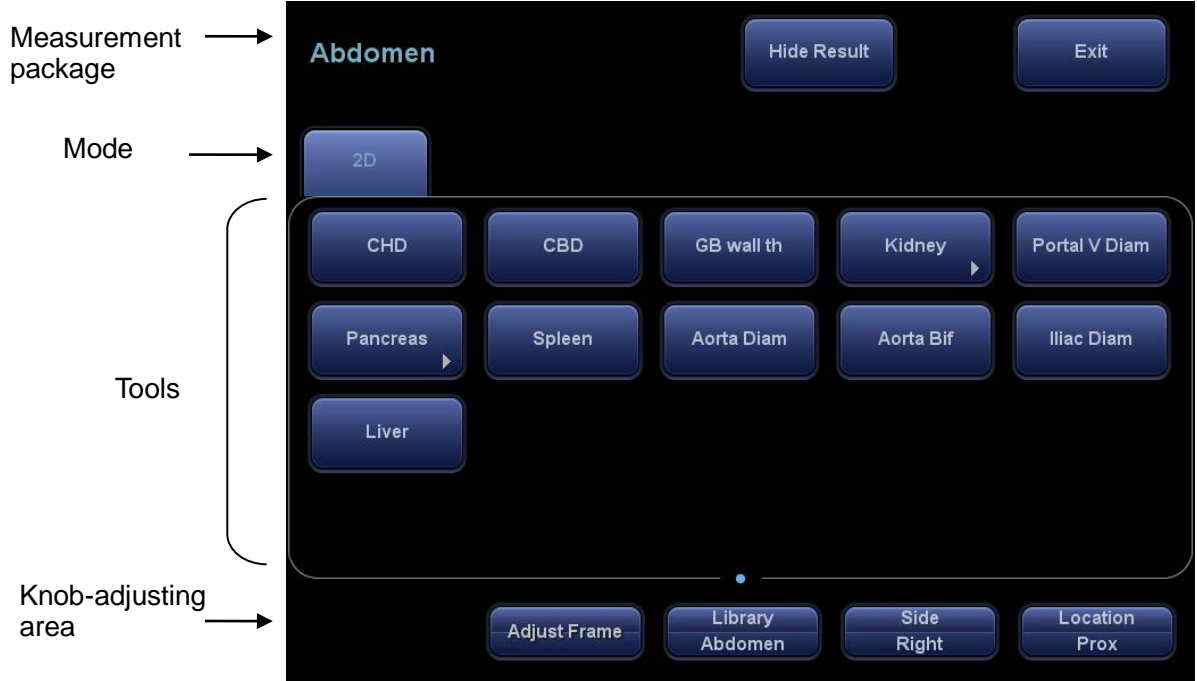 Measurement
package
Abdomen
Hide Result
Exit
Mode
2D
CHD
CBD
GB wall th
Kidney
Portal V Diam
Pancreas
Spleen
Aorta Diam
Aorta Bif
Iliac Diam
Tools
Liver
Knob-adjusting
area
Adjust Frame
Library
Abdomen
Side
Right
Location
Prox